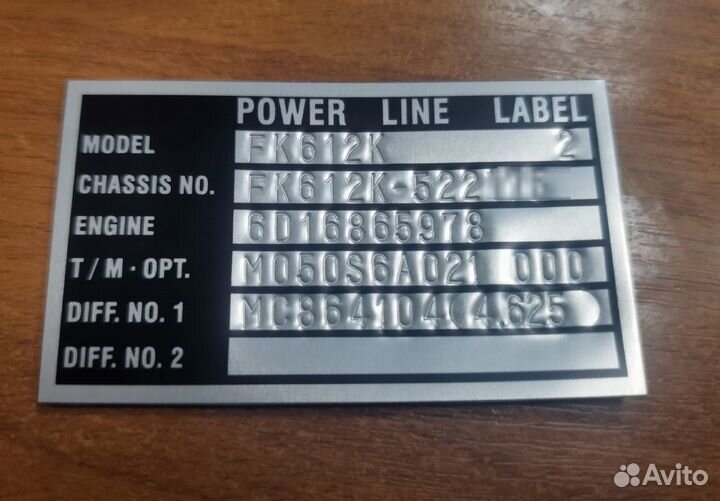 POWER LINE LABEL
MODEL FK612K 2
CHASSIS NO. FK612K-522
ENGINE 6D16865978
T/M·OPT. M050S6A021 000
DIFF. NO. 1 MC864104(4.625)
DIFF. NO. 2
Avito